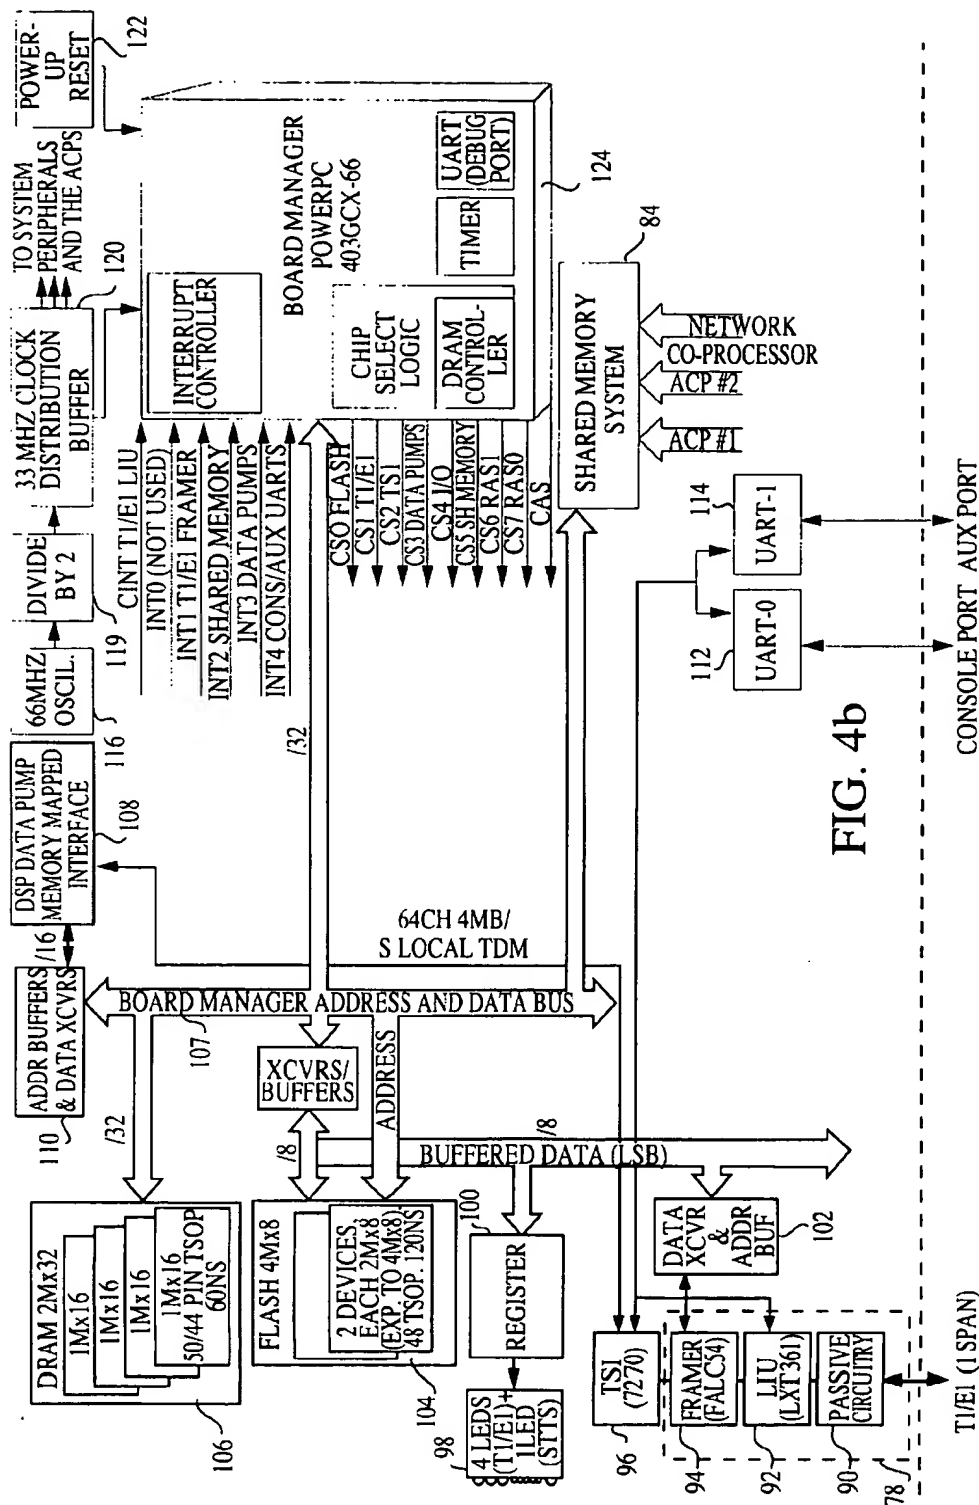 POWER-
UP
RESET
122
TO SYSTEM
PERIPHERALS
AND THE ACPS
120
33 MHZ CLOCK
DISTRIBUTION
BUFFER
DIVIDE
BY 2
119
66MHZ
OSCIL.
116
DSP DATA PUMP
MEMORY MAPPED
INTERFACE
108
/16
ADDR BUFFERS
& DATA XCVRS
110
/32
DRAM 2Mx32
1Mx16
1Mx16
1Mx16
1Mx16
50/44 PIN TSOP
60NS
106
BOARD MANAGER
POWERPC
403GCX-66
INTERRUPT
CONTROLLER
CHIP
SELECT
LOGIC
DRAM
CONTROL-
LER
TIMER
UART
(DEBUG
PORT)
124
CINT T1/E1 LIU
INT0 (NOT USED)
INT1 T1/E1 FRAMER
INT2 SHARED MEMORY
INT3 DATA PUMPS
INT4 CONS/AUX UARTS
/32
CSO FLASH
CS1 T1/E1
CS2 TS1
CS3 DATA PUMPS
CS4 I/O
CS5 SH MEMORY
CS6 RAS1
CS7 RAS0
CAS
SHARED MEMORY
SYSTEM
84
ACP #1
ACP #2
NETWORK
CO-PROCESSOR
64CH 4MB/
S LOCAL TDM
BOARD MANAGER ADDRESS AND DATA BUS
107
XCVRS/
BUFFERS
ADDRESS
/8
BUFFERED DATA (LSB)
/8
FLASH 4Mx8
2 DEVICES,
EACH 2Mx8
(EXP. TO 4Mx8)
48 TSOP. 120NS
104
100
REGISTER
4 LEDS
(T1/E1)+
1LED
(STTS)
98
TSI
(7270)
96
FRAMER
(FALC54)
94
LIU
(LXT361)
92
PASSIVE
CIRCUITRY
90
78
DATA
XCVR
&
ADDR
BUF
102
112
UART-0
114
UART-1
FIG. 4b
T1/E1 (1 SPAN)
CONSOLE PORT
AUX PORT